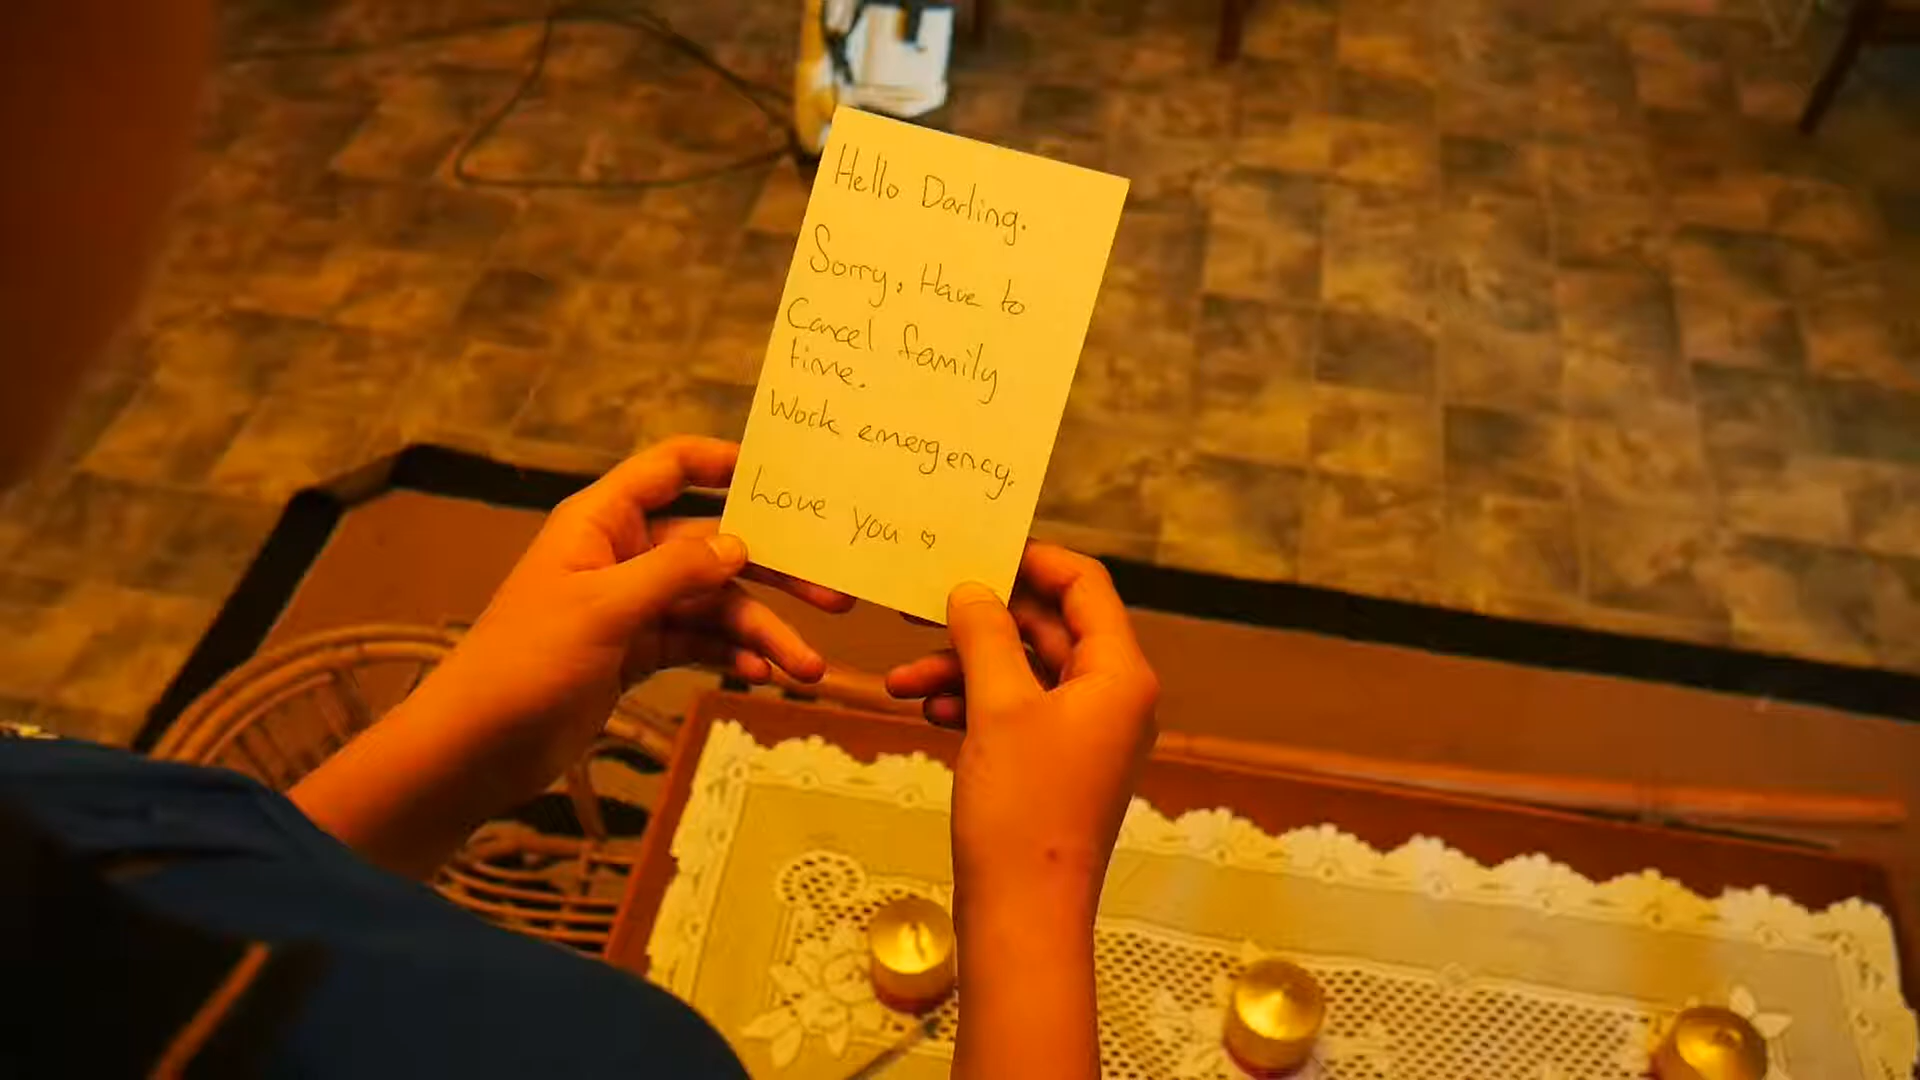 Hello Darling.
Sorry, Have to
Cancel family
time.
Work emergency.
Love you ♡